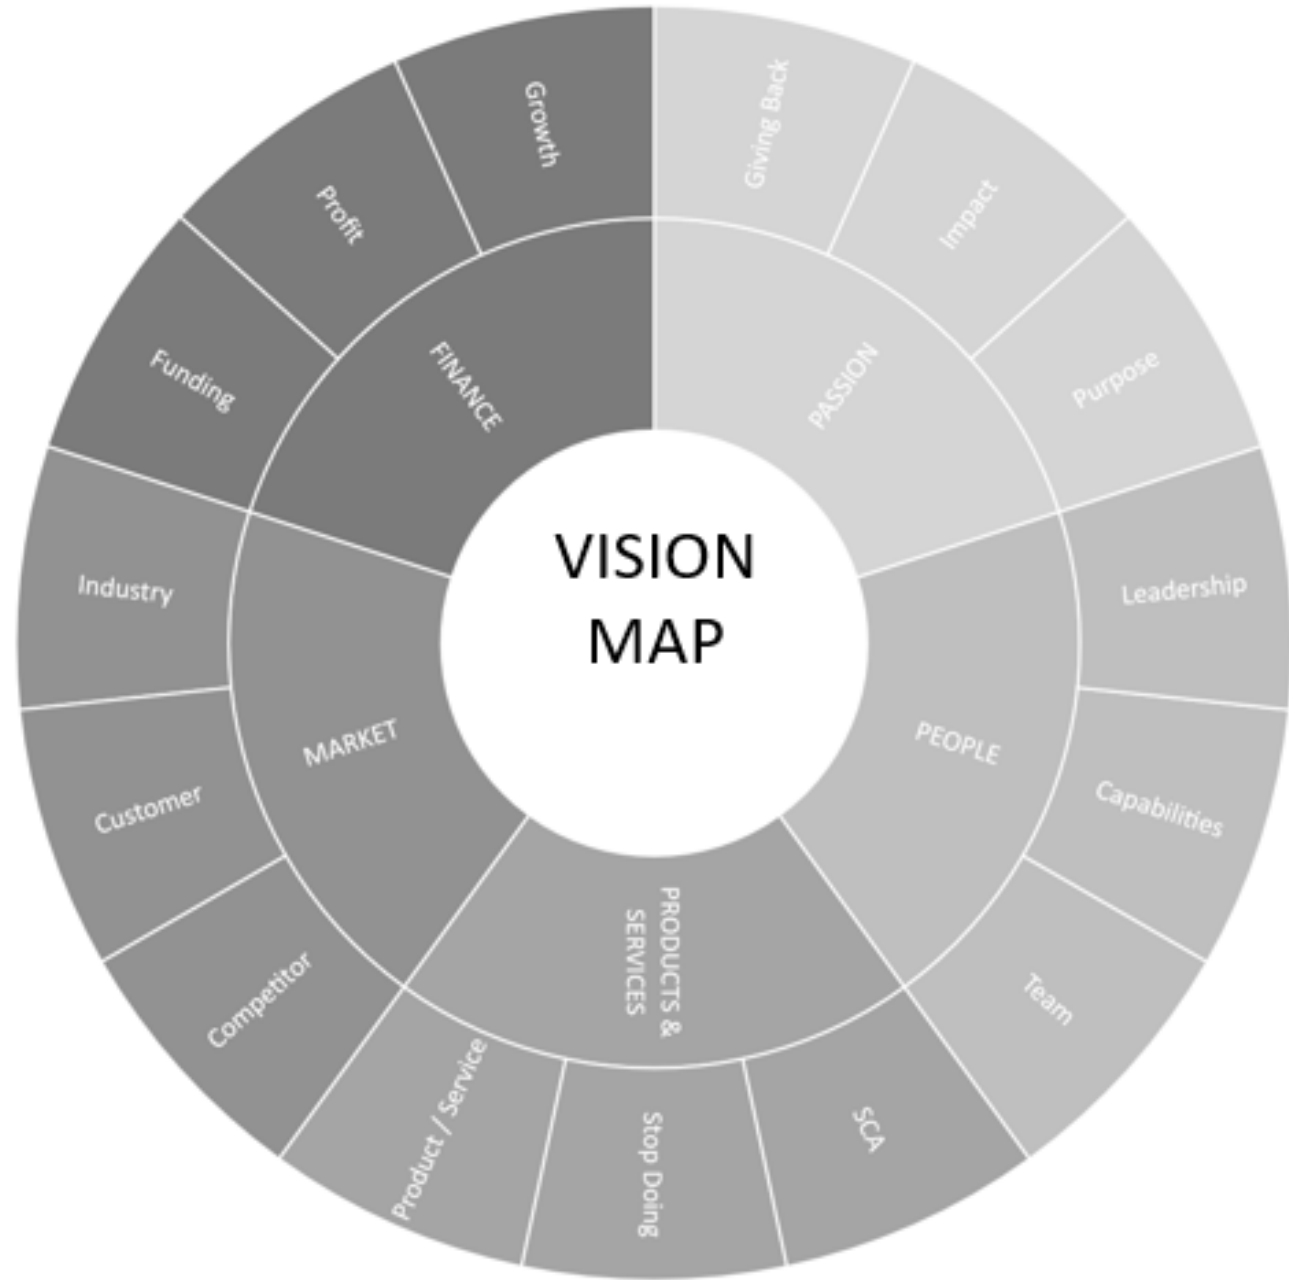 VISION
MAP
PASSION
Giving Back
Impact
Purpose
PEOPLE
Leadership
Capabilities
Team
PRODUCTS &
SERVICES
SCA
Stop Doing
Product / Service
MARKET
Competitor
Customer
Industry
FINANCE
Funding
Profit
Growth